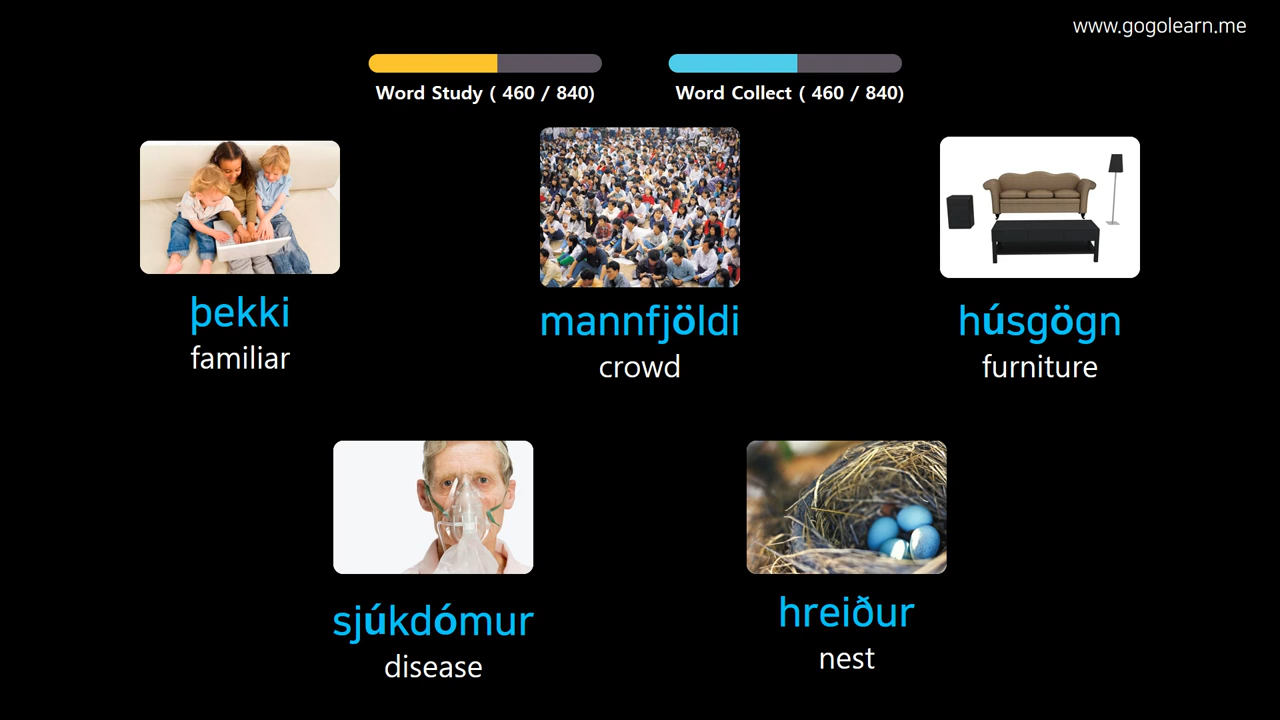 www.gogolearn.me
Word Study ( 460 / 840)
Word Collect ( 460 / 840)
þekki
familiar
mannfjöldi
crowd
húsgögn
furniture
sjúkdómur
disease
hreiður
nest